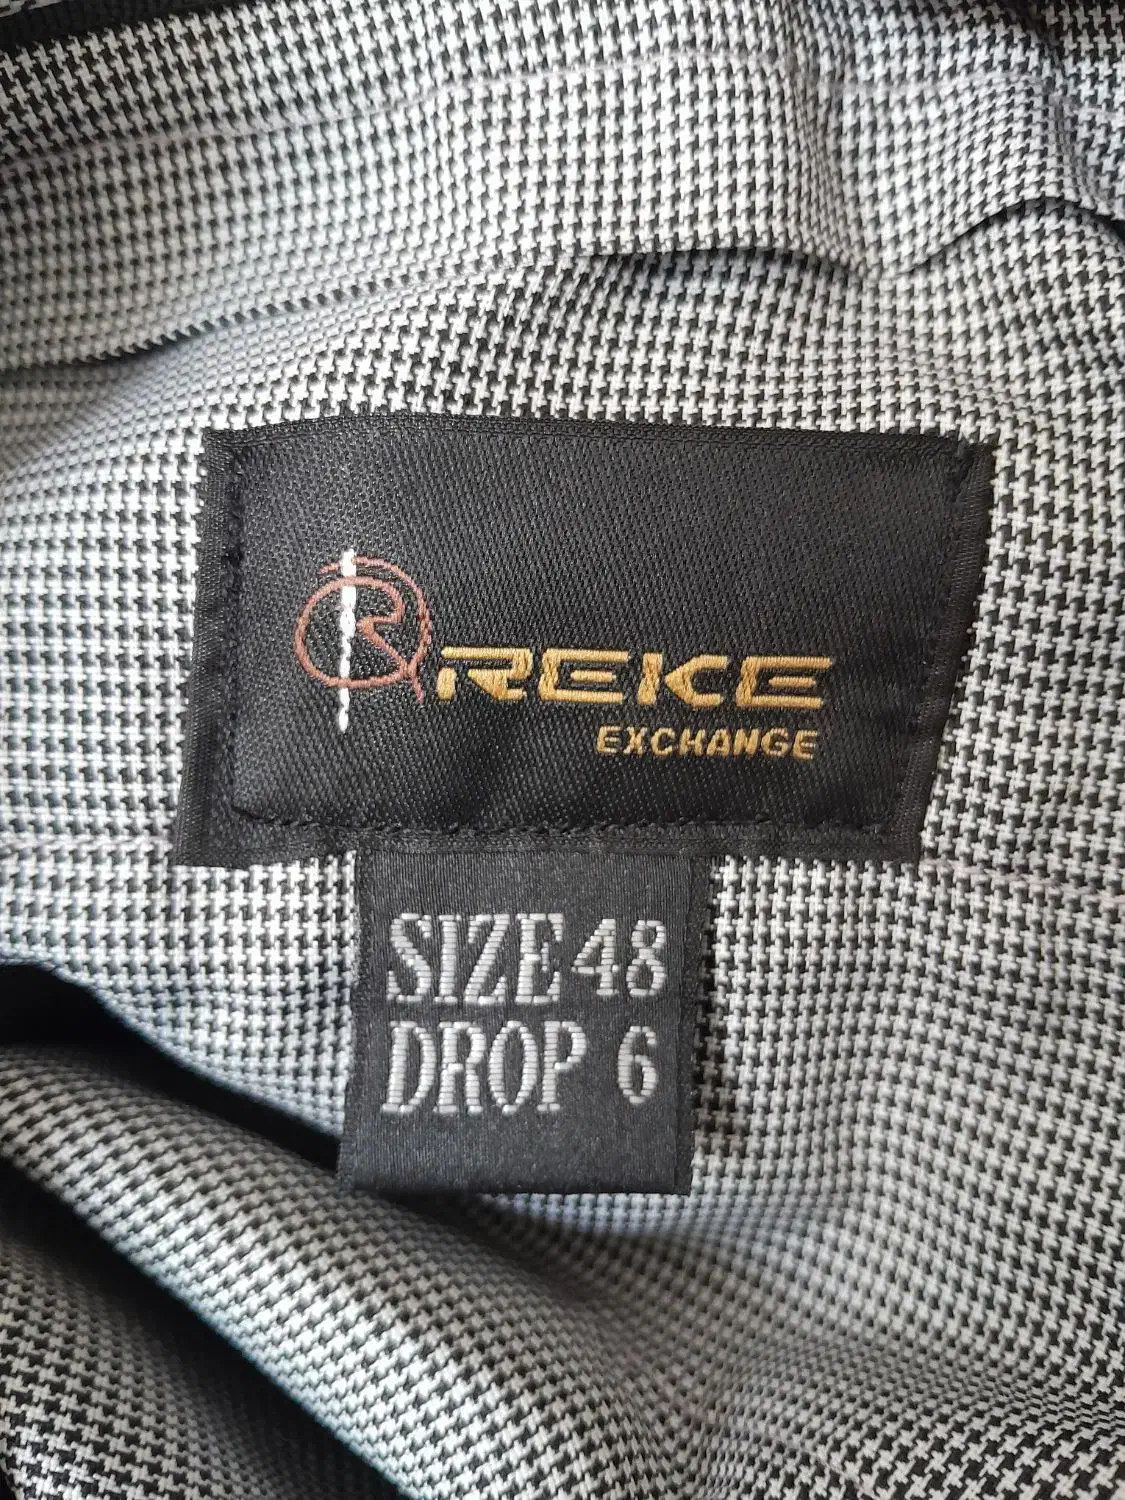 R REKE
EXCHANGE
SIZE 48
DROP 6